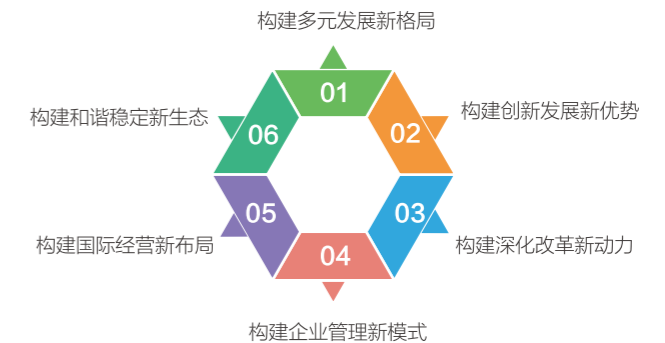 构建多元发展新格局
01
构建创新发展新优势
02
构建深化改革新动力
03
构建企业管理新模式
04
构建国际经营新布局
05
构建和谐稳定新生态
06